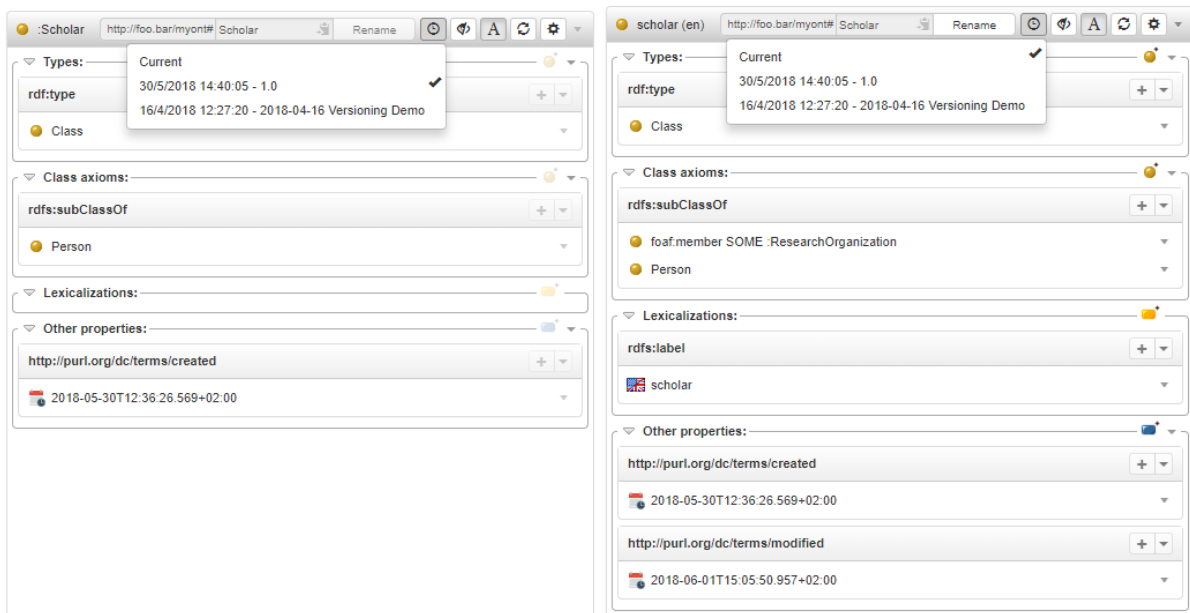 :Scholar http://foo.bar/myont# Scholar Rename A
Current
Types:
30/5/2018 14:40:05 - 1.0
rdf:type
16/4/2018 12:27:20 - 2018-04-16 Versioning Demo
Class
Class axioms:
rdfs:subClassOf
Person
Lexicalizations:
Other properties:
http://purl.org/dc/terms/created
2018-05-30T12:36:26.569+02:00
scholar (en) http://foo.bar/myont# Scholar Rename A
Current
Types:
30/5/2018 14:40:05 - 1.0
rdf:type
16/4/2018 12:27:20 - 2018-04-16 Versioning Demo
Class
Class axioms:
rdfs:subClassOf
foaf:member SOME :ResearchOrganization
Person
Lexicalizations:
rdfs:label
scholar
Other properties:
http://purl.org/dc/terms/created
2018-05-30T12:36:26.569+02:00
http://purl.org/dc/terms/modified
2018-06-01T15:05:50.957+02:00